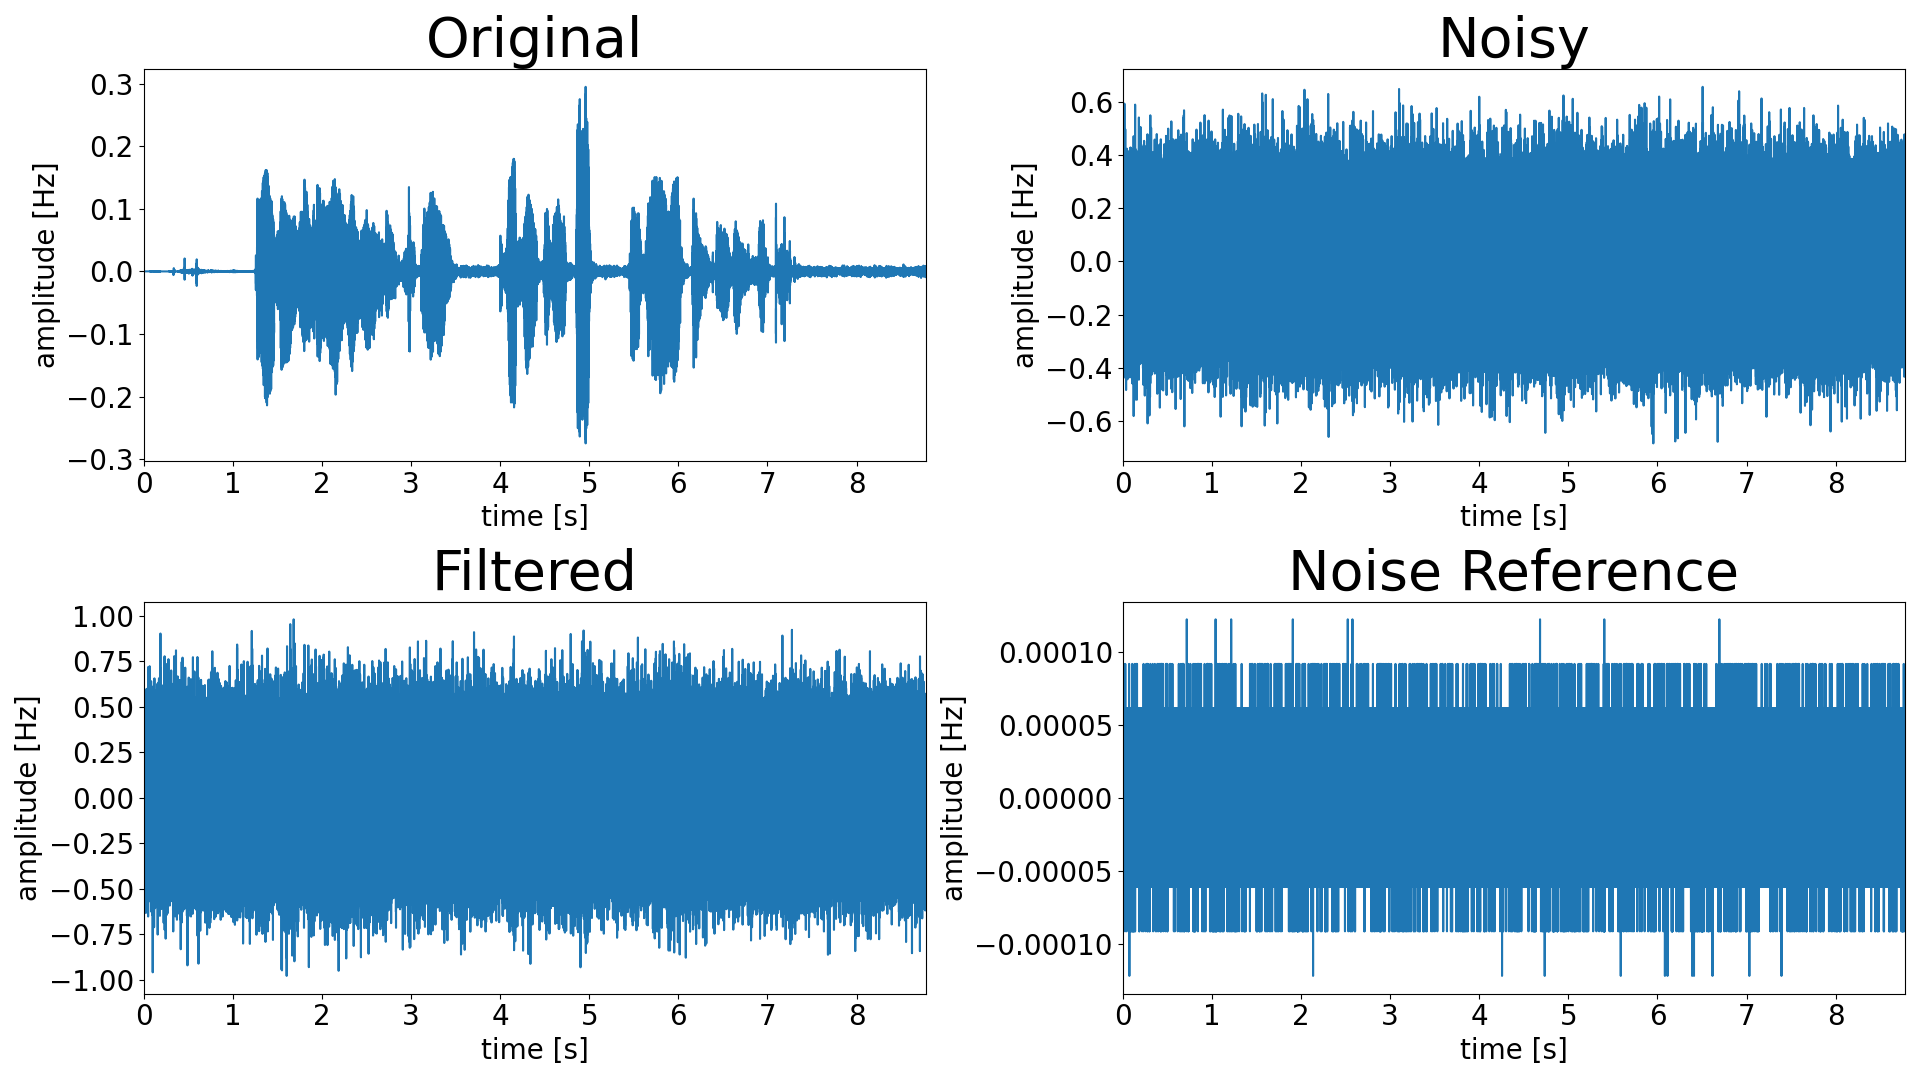 Original
0.3
0.2
0.1
0.0
−0.1
−0.2
−0.3
amplitude [Hz]
0 1 2 3 4 5 6 7 8
time [s]
Noisy
0.6
0.4
0.2
0.0
−0.2
−0.4
−0.6
amplitude [Hz]
0 1 2 3 4 5 6 7 8
time [s]
Filtered
1.00
0.75
0.50
0.25
0.00
−0.25
−0.50
−0.75
−1.00
amplitude [Hz]
0 1 2 3 4 5 6 7 8
time [s]
Noise Reference
0.00010
0.00005
0.00000
−0.00005
−0.00010
amplitude [Hz]
0 1 2 3 4 5 6 7 8
time [s]